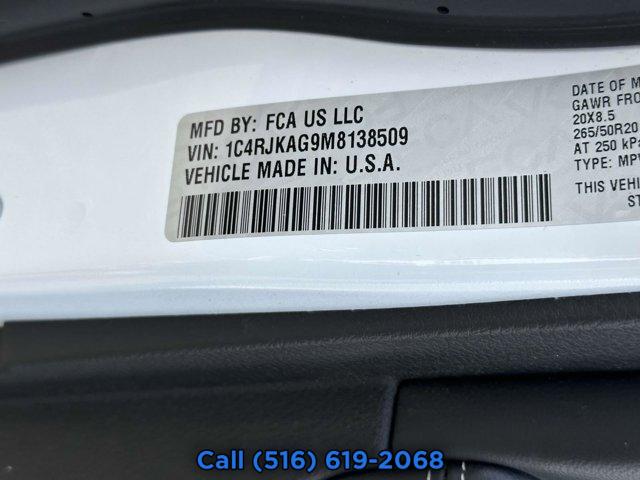 MFD BY: FCA US LLC
VIN: 1C4RJKAG9M8138509
VEHICLE MADE IN: U.S.A.
DATE OF M
GAWR FRO
20X8.5
265/50R20
AT 250 kPa
TYPE: MP
THIS VEHI
ST
Call (516) 619-2068